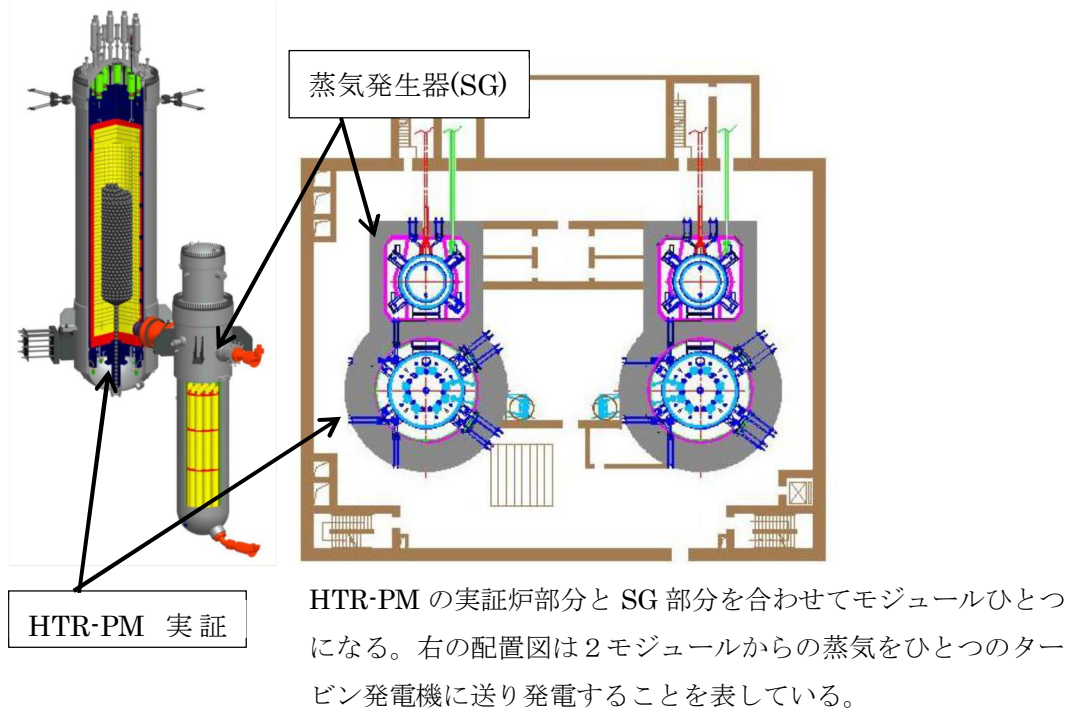 蒸気発生器(SG)
HTR-PM 実証
HTR-PM の実証炉部分と SG 部分を合わせてモジュールひとつ
になる。右の配置図は２モジュールからの蒸気をひとつのター
ビン発電機に送り発電することを表している。